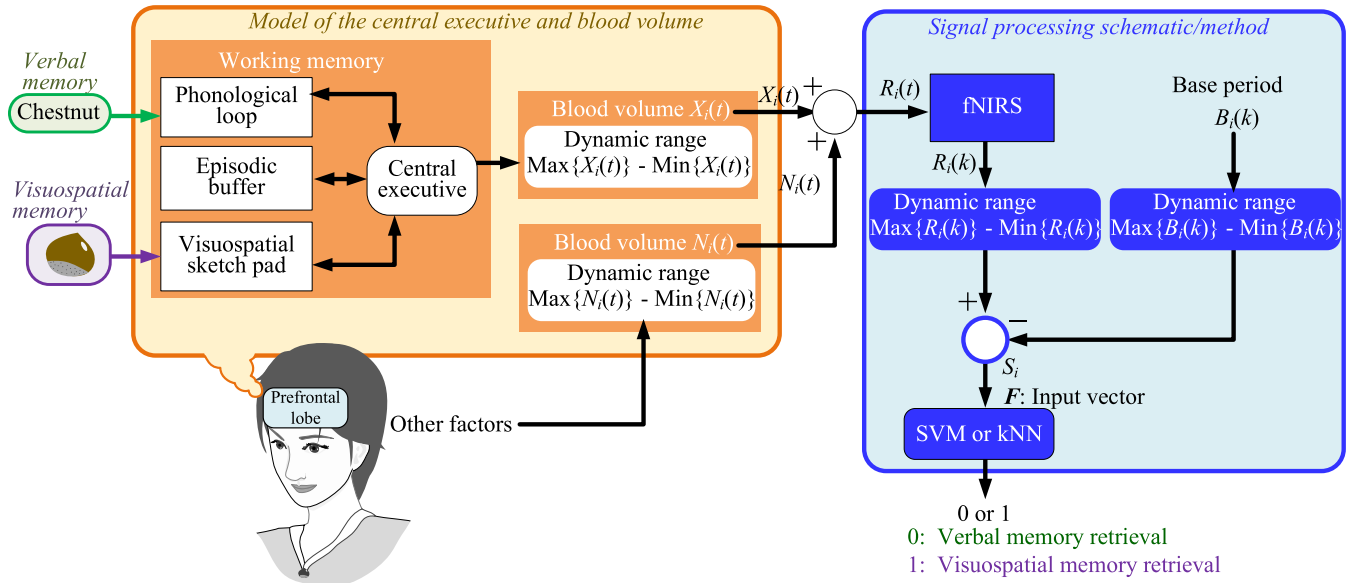 Model of the central executive and blood volume
Verbal
memory
Chestnut
Visuospatial
memory
Working memory
Phonological
loop
Episodic
buffer
Visuospatial
sketch pad
Central
executive
Blood volume Xi(t)
Dynamic range
Max{Xi(t)} - Min{Xi(t)}
Blood volume Ni(t)
Dynamic range
Max{Ni(t)} - Min{Ni(t)}
Prefrontal
lobe
Other factors
Xi(t)
+
+
Ni(t)
Ri(t)
Signal processing schematic/method
fNIRS
Base period
Bi(k)
Ri(k)
Dynamic range
Max{Ri(k)} - Min{Ri(k)}
Dynamic range
Max{Bi(k)} - Min{Bi(k)}
+
−
Si
F: Input vector
SVM or kNN
0 or 1
0: Verbal memory retrieval
1: Visuospatial memory retrieval